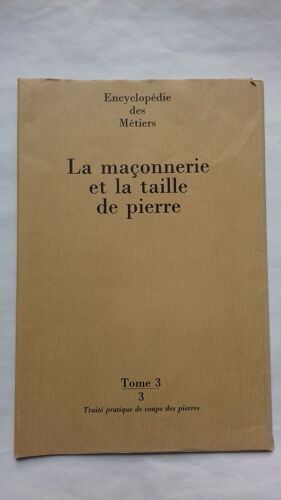 Encyclopédie
des
Métiers
La maçonnerie
et la taille
de pierre
Tome 3
3
Traité pratique de coupe des pierres